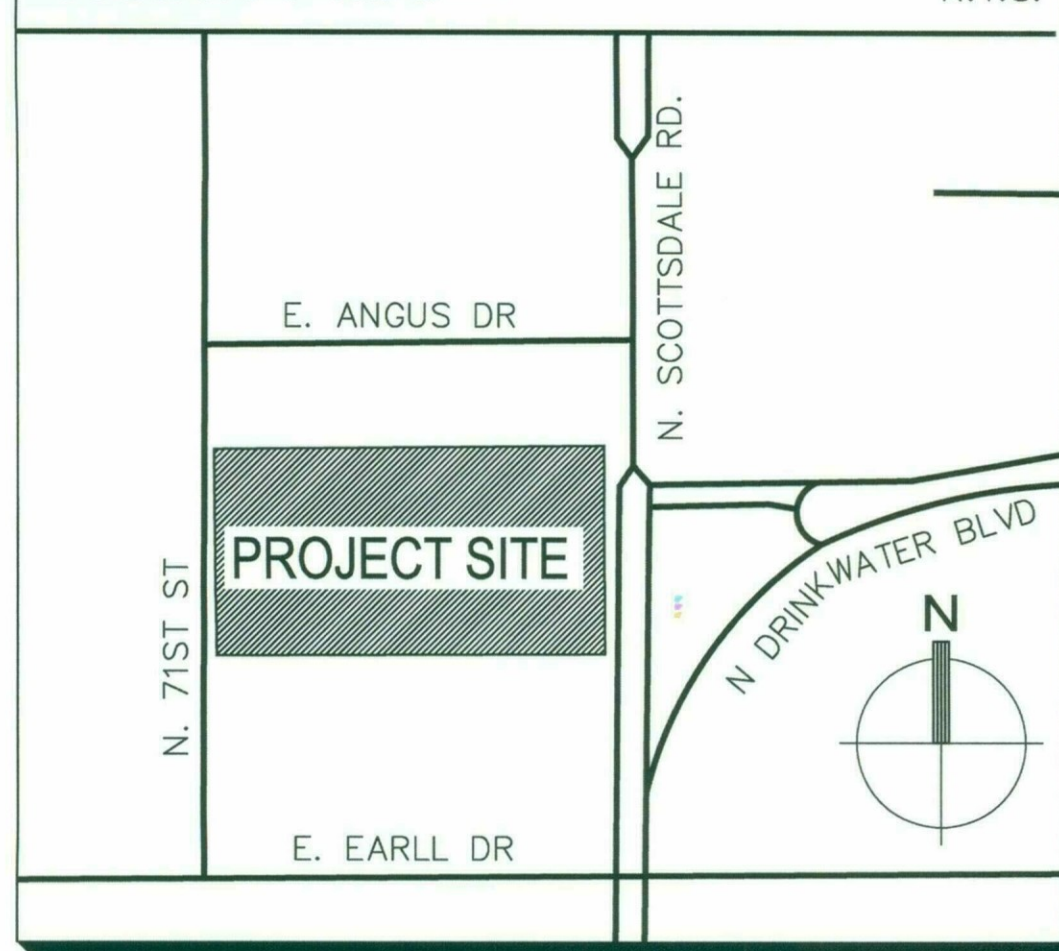 E. ANGUS DR
N. SCOTTSDALE RD.
PROJECT SITE
N. 71ST ST
N DRINKWATER BLVD
N
E. EARLL DR